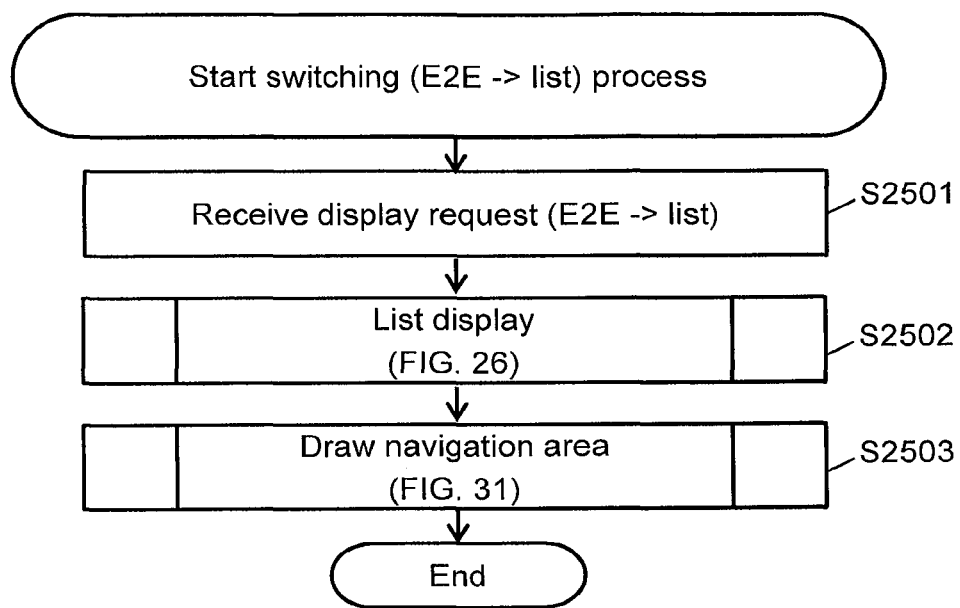 Start switching (E2E -> list) process
Receive display request (E2E -> list)
S2501
List display
(FIG. 26)
S2502
Draw navigation area
(FIG. 31)
S2503
End